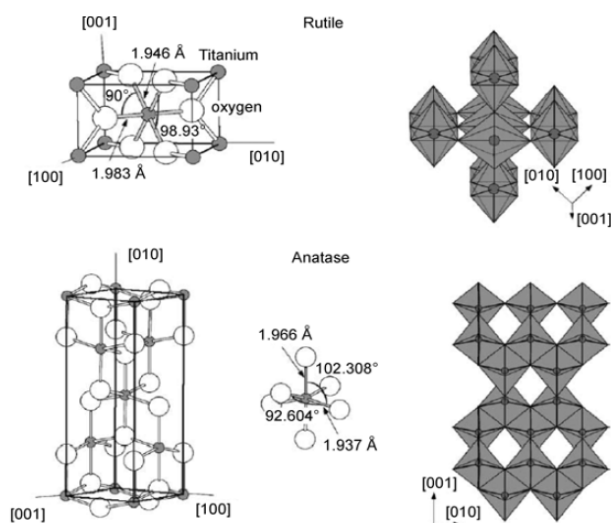 [001]
Rutile
1.946 Å
Titanium
90°
oxygen
98.93°
[010]
[100]
1.983 Å
[010]
[100]
[001]
[010]
Anatase
1.966 Å
102.308°
92.604°
1.937 Å
[001]
[100]
[001]
[010]